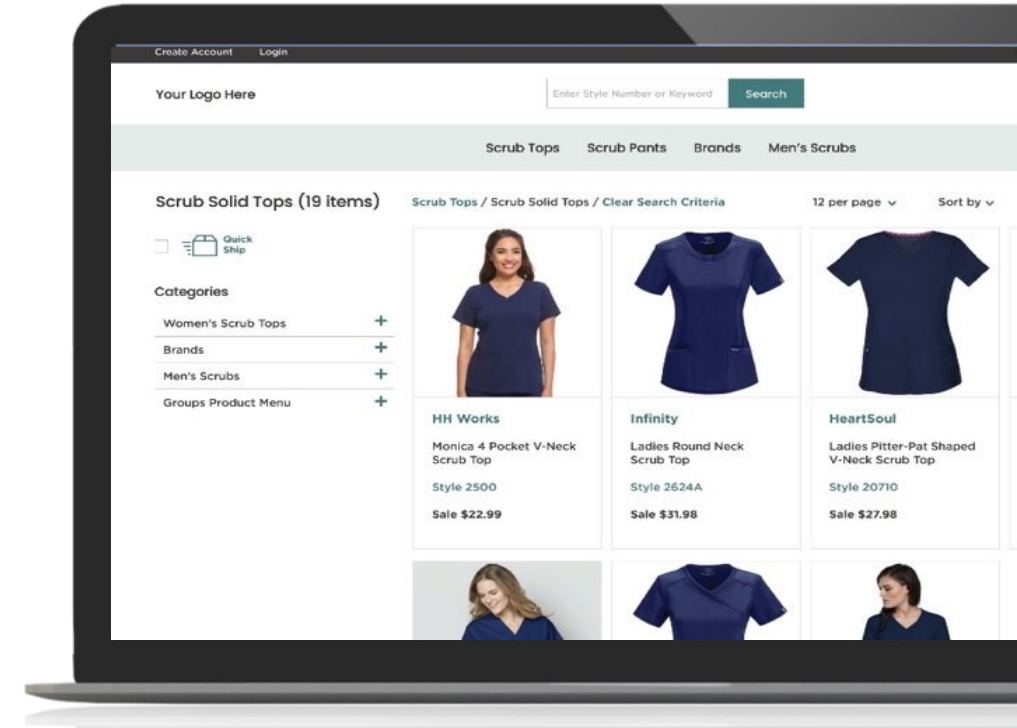 Create Account Login
Your Logo Here
Enter Style Number or Keyword Search
Scrub Tops Scrub Pants Brands Men's Scrubs
Scrub Solid Tops (19 items)
Scrub Tops / Scrub Solid Tops / Clear Search Criteria
12 per page Sort by
Quick
Ship
Categories
Women's Scrub Tops +
Brands +
Men's Scrubs +
Groups Product Menu +
HH Works
Monica 4 Pocket V-Neck
Scrub Top
Style 2500
Sale $22.99
Infinity
Ladies Round Neck
Scrub Top
Style 2624A
Sale $31.98
HeartSoul
Ladies Pitter-Pat Shaped
V-Neck Scrub Top
Style 20710
Sale $27.98